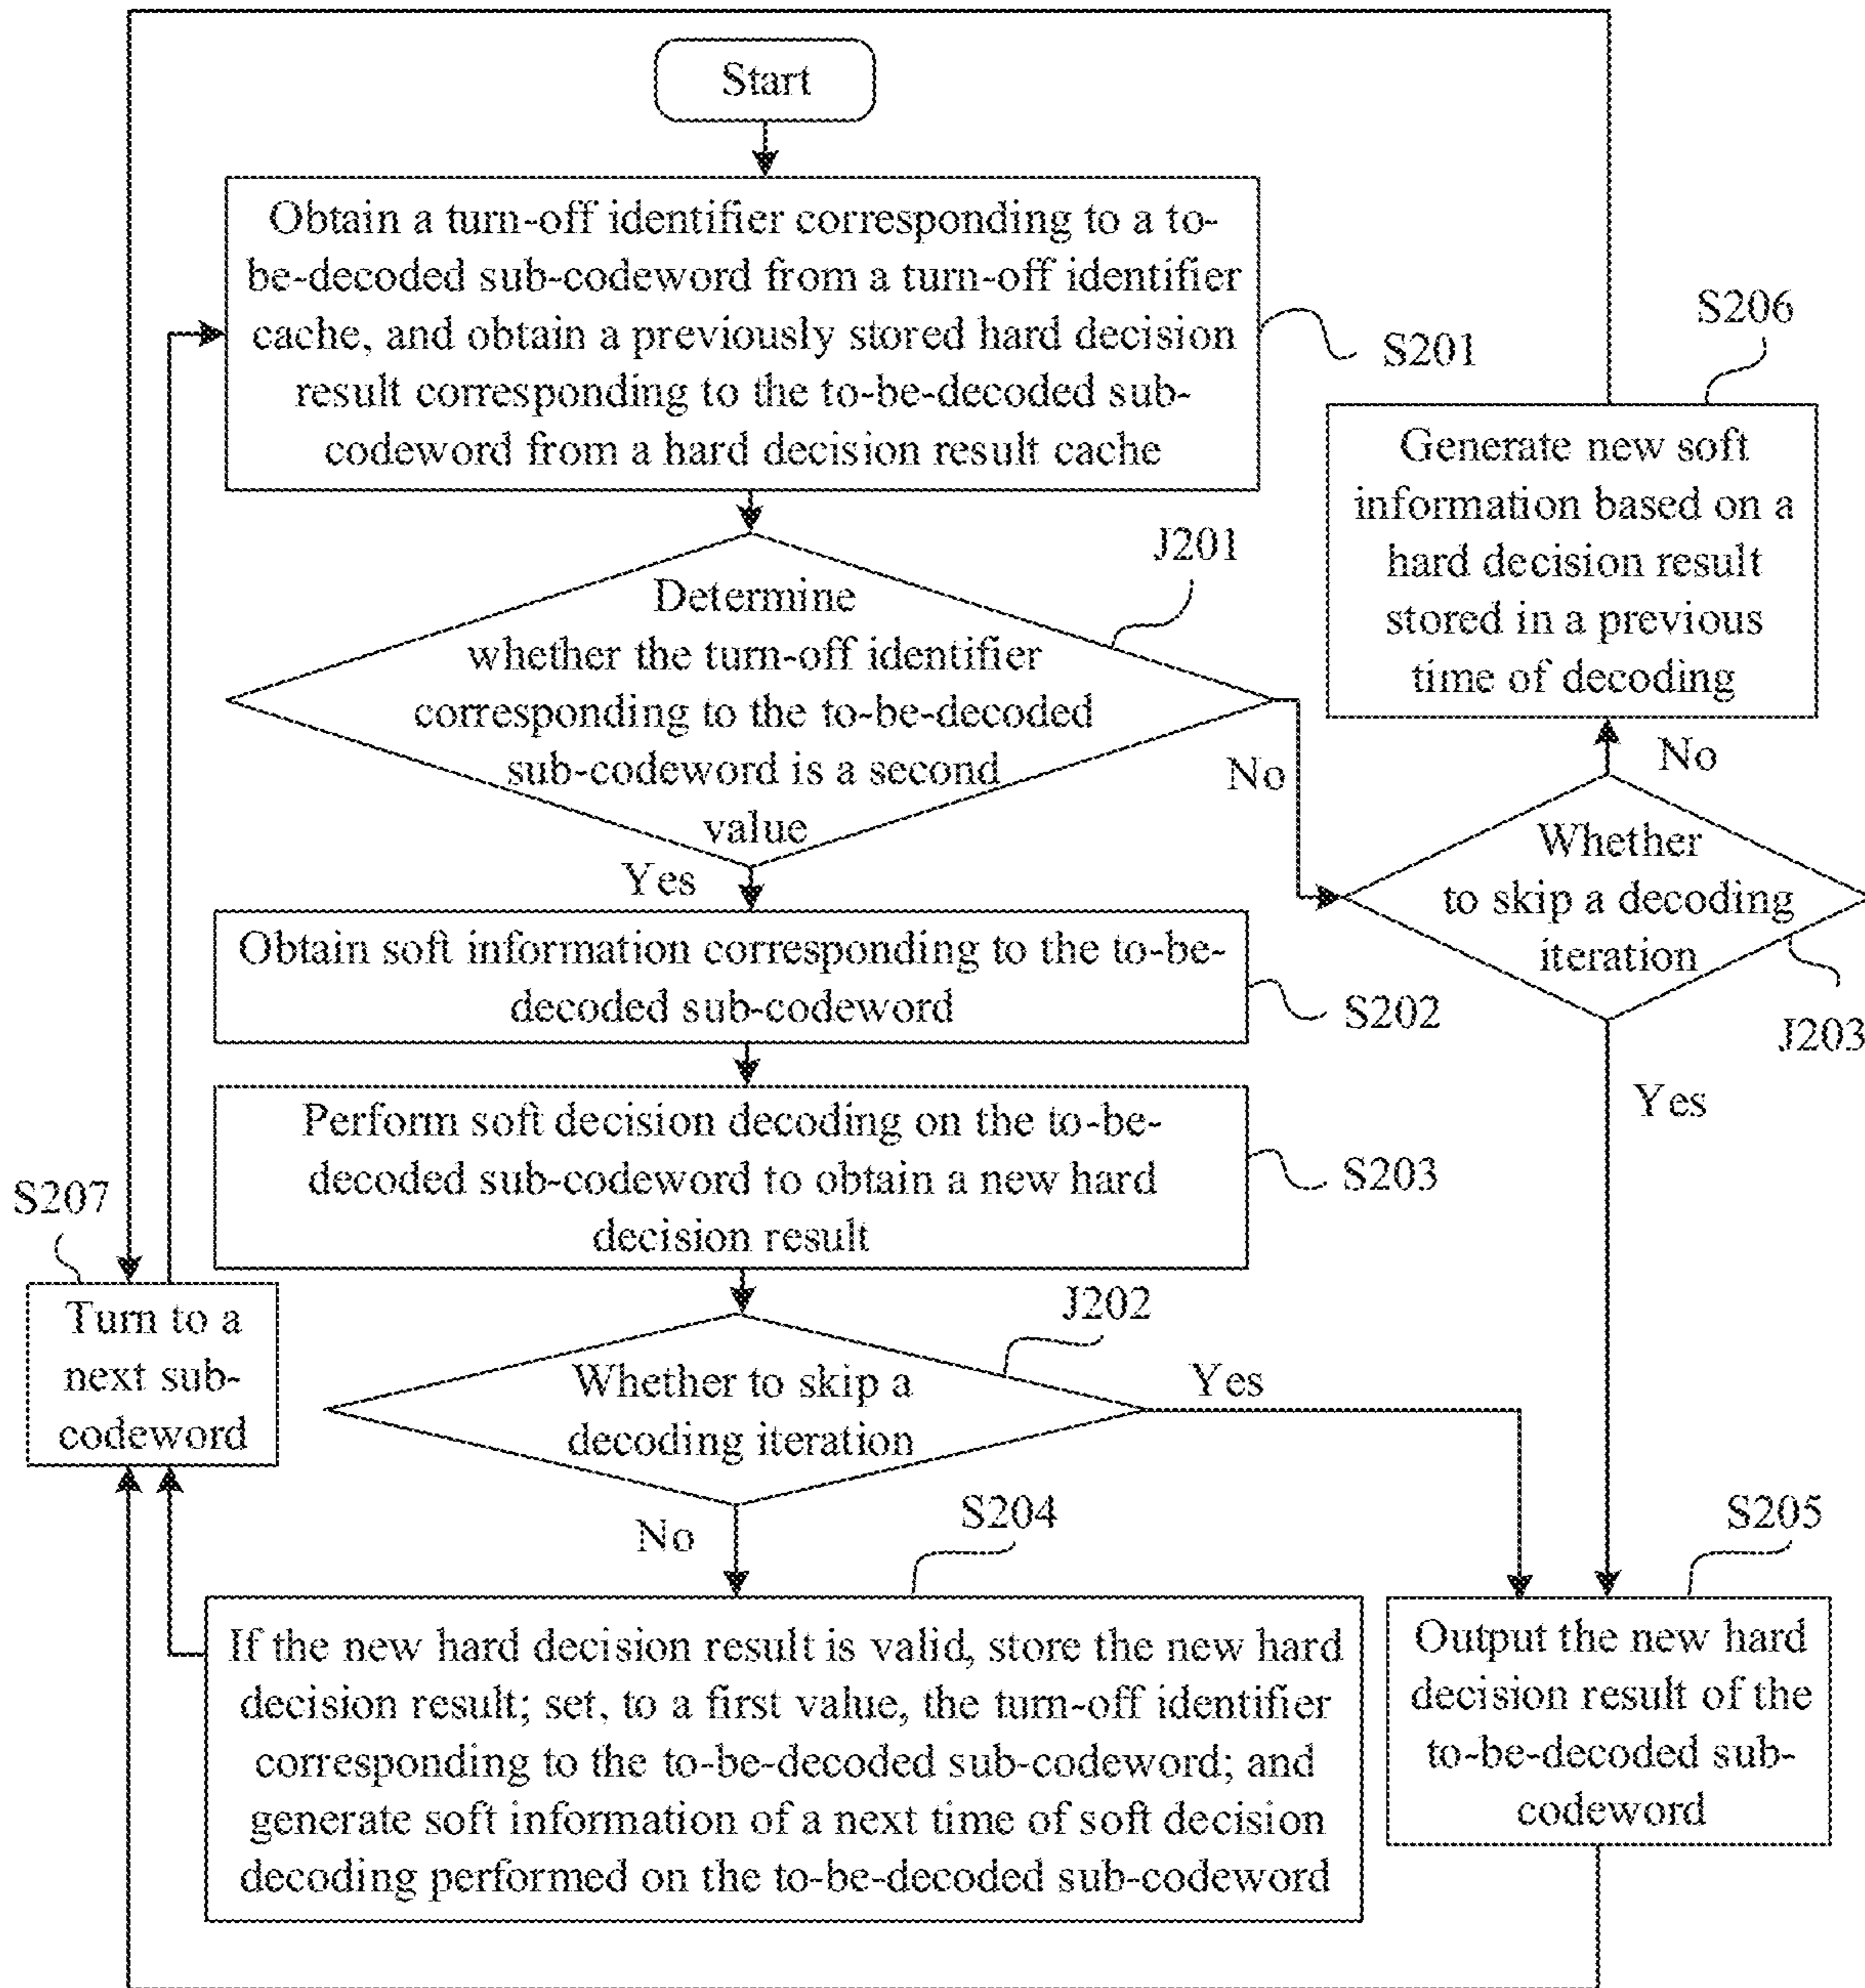 Start
Obtain a turn-off identifier corresponding to a to-
be-decoded sub-codeword from a turn-off identifier
cache, and obtain a previously stored hard decision
result corresponding to the to-be-decoded sub-
codeword from a hard decision result cache
S201
S206
Generate new soft
information based on a
hard decision result
stored in a previous
time of decoding
J201
Determine
whether the turn-off identifier
corresponding to the to-be-decoded
sub-codeword is a second
value
No
No
Yes
Whether
to skip a decoding
iteration
J203
Yes
Obtain soft information corresponding to the to-be-
decoded sub-codeword
S202
Perform soft decision decoding on the to-be-
decoded sub-codeword to obtain a new hard
decision result
S203
S207
Turn to a
next sub-
codeword
J202
Whether to skip a
decoding iteration
Yes
No
S204
If the new hard decision result is valid, store the new hard
decision result; set, to a first value, the turn-off identifier
corresponding to the to-be-decoded sub-codeword; and
generate soft information of a next time of soft decision
decoding performed on the to-be-decoded sub-codeword
S205
Output the new hard
decision result of the
to-be-decoded sub-
codeword